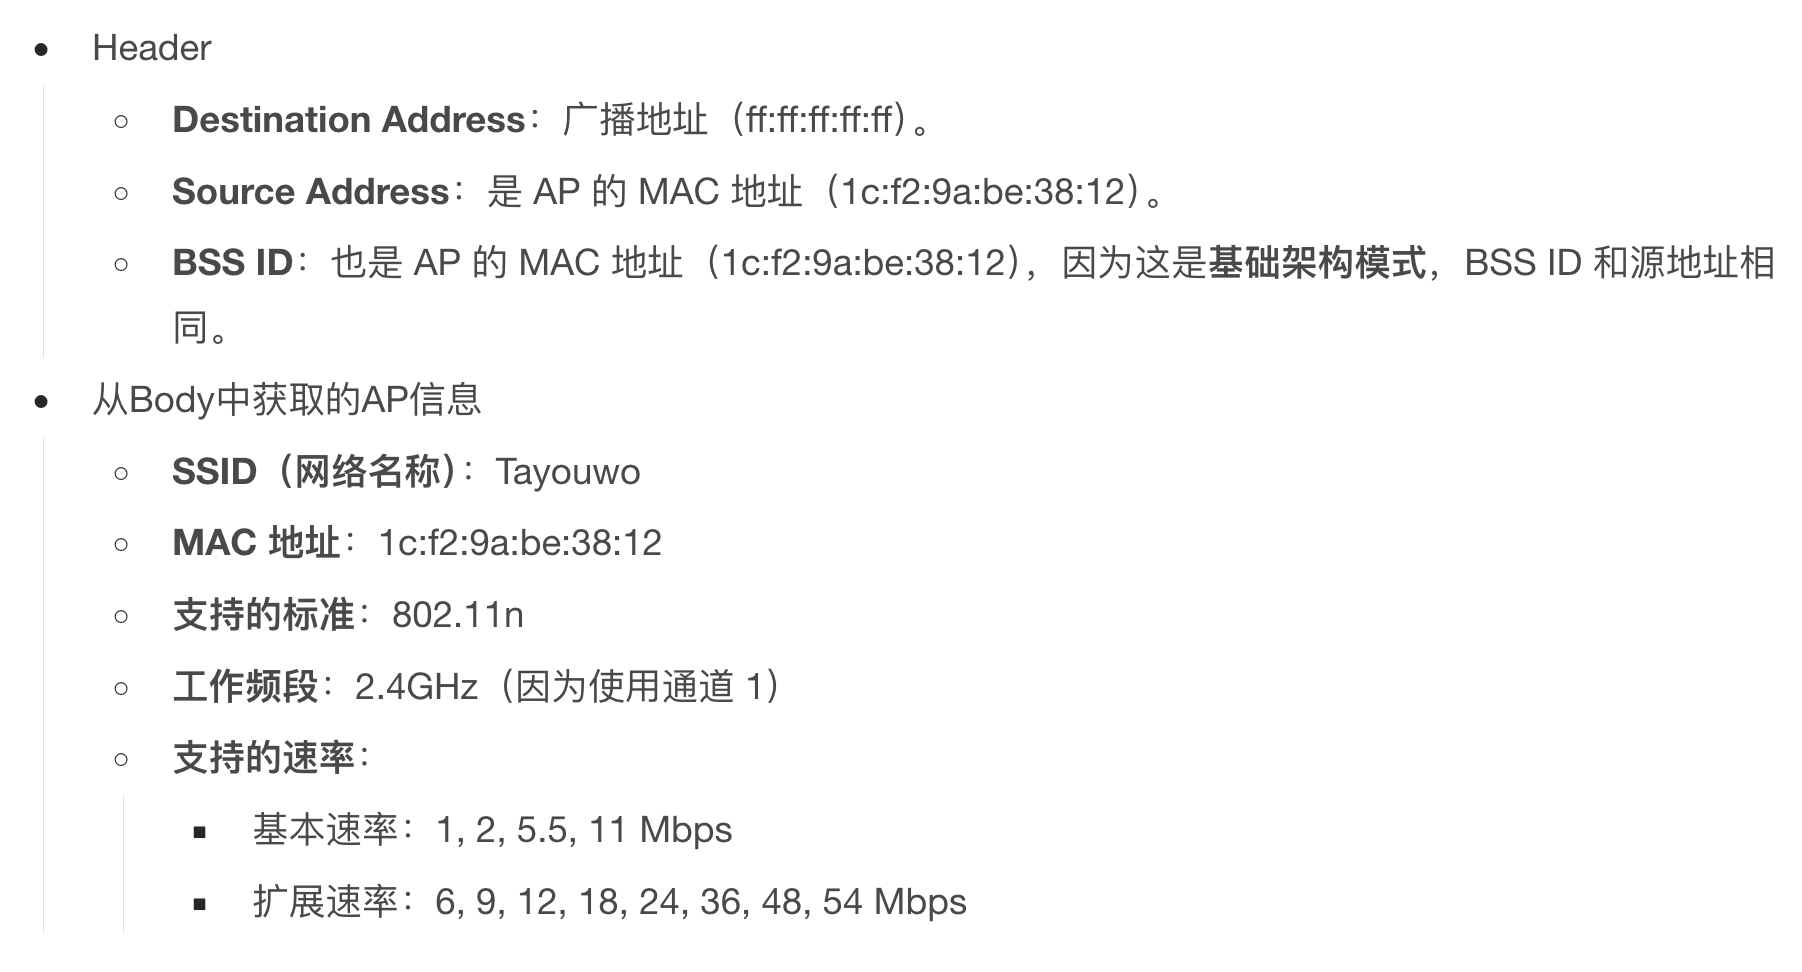 Header
Destination Address：广播地址（ff:ff:ff:ff:ff）。
Source Address：是 AP 的 MAC 地址（1c:f2:9a:be:38:12）。
BSS ID：也是 AP 的 MAC 地址（1c:f2:9a:be:38:12），因为这是基础架构模式，BSS ID 和源地址相
同。
从Body中获取的AP信息
SSID（网络名称）：Tayouwo
MAC 地址：1c:f2:9a:be:38:12
支持的标准：802.11n
工作频段：2.4GHz（因为使用通道 1）
支持的速率：
基本速率：1, 2, 5.5, 11 Mbps
扩展速率：6, 9, 12, 18, 24, 36, 48, 54 Mbps